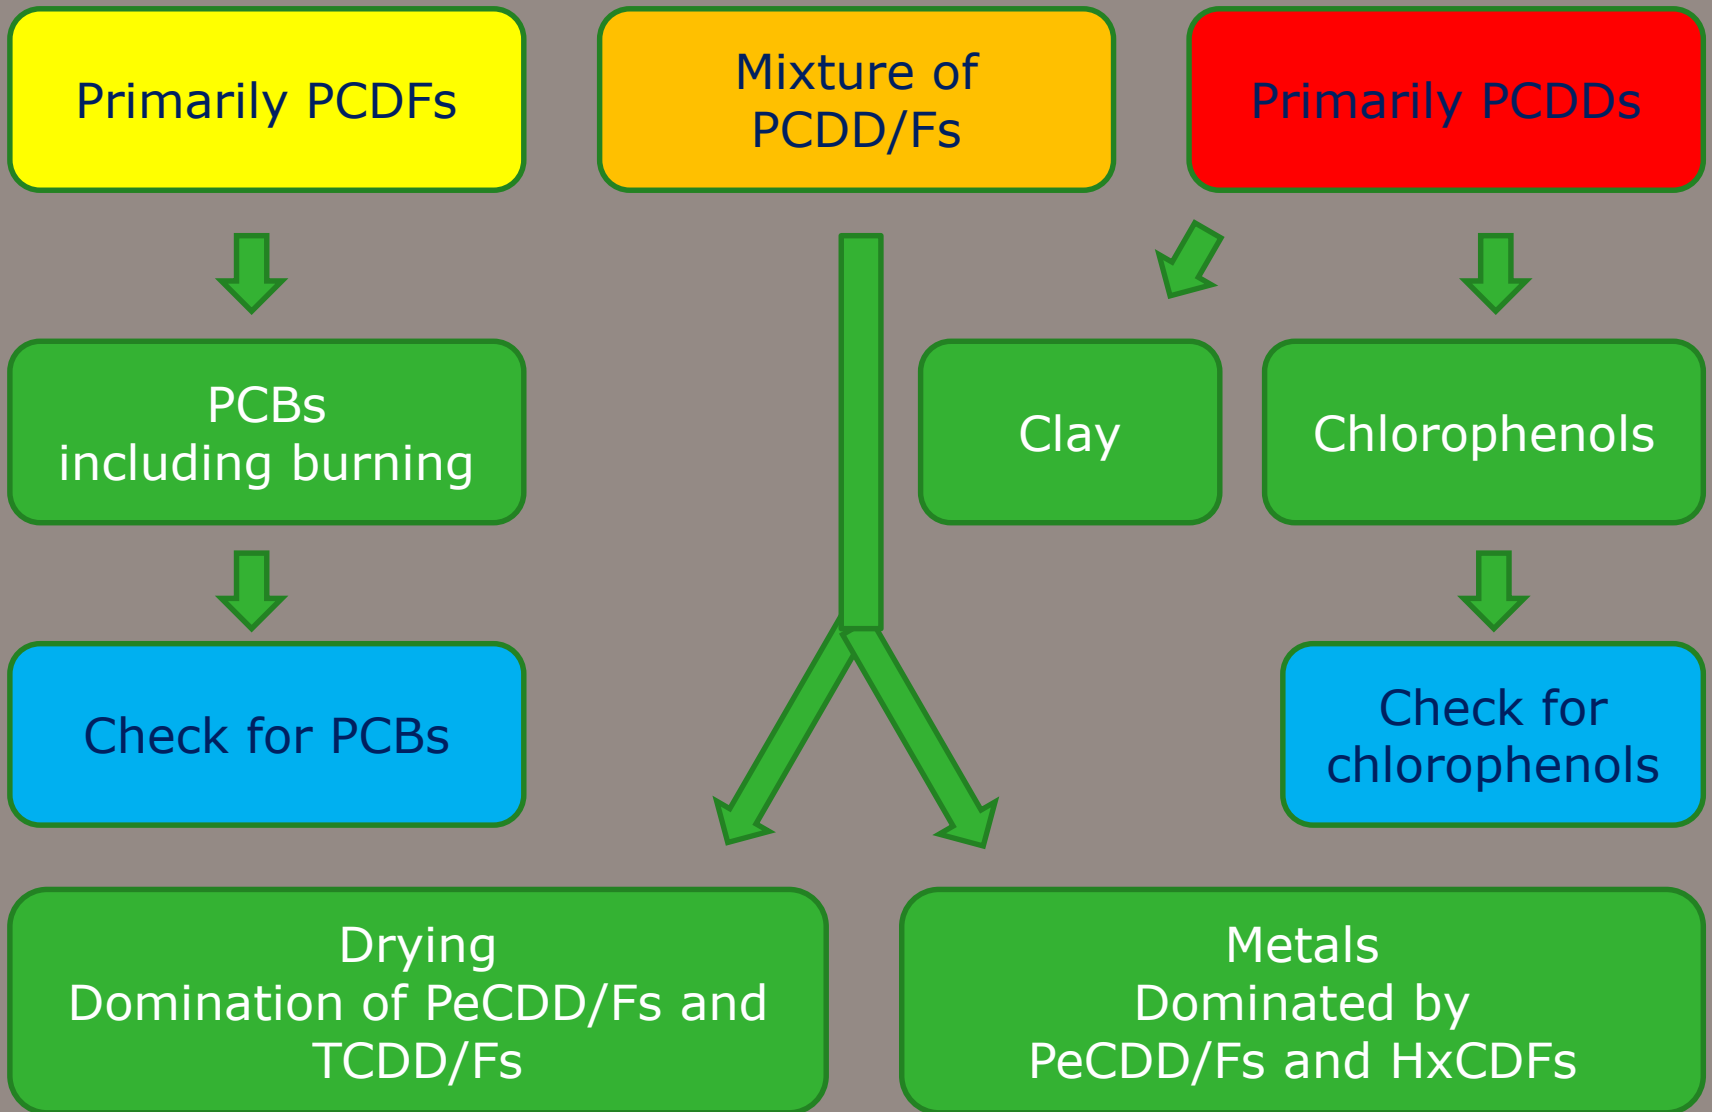 Primarily PCDFs
Mixture of
PCDD/Fs
Primarily PCDDs
PCBs
including burning
Clay
Chlorophenols
Check for PCBs
Check for
chlorophenols
Drying
Domination of PeCDD/Fs and
TCDD/Fs
Metals
Dominated by
PeCDD/Fs and HxCDFs